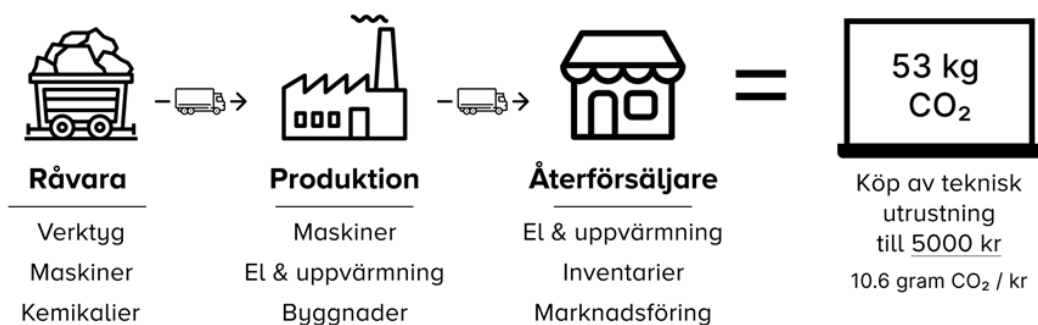 53 kg
CO₂
Råvara
Verktyg
Maskiner
Kemikalier
Produktion
Maskiner
El & uppvärmning
Byggnader
Återförsäljare
El & uppvärmning
Inventarier
Marknadsföring
Köp av teknisk
utrustning
till 5000 kr
10.6 gram CO₂ / kr